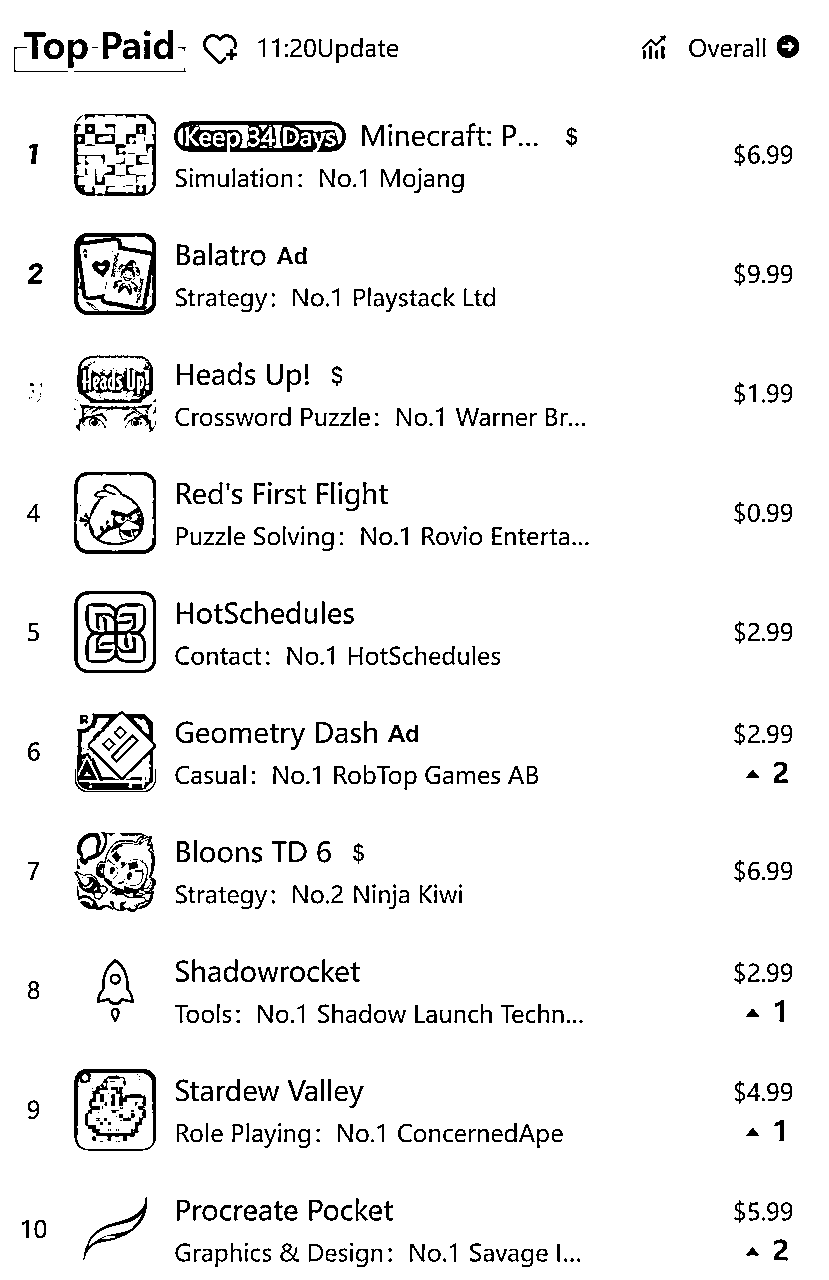 Top Paid 11:20Update Overall
1 Keep 34 Days Minecraft: P... $ $6.99
Simulation: No.1 Mojang
2 Balatro Ad $9.99
Strategy: No.1 Playstack Ltd
Heads Up!
Heads Up! $ $1.99
Crossword Puzzle: No.1 Warner Br...
4 Red's First Flight $0.99
Puzzle Solving: No.1 Rovio Enterta...
5 HotSchedules $2.99
Contact: No.1 HotSchedules
6 Geometry Dash Ad $2.99
Casual: No.1 RobTop Games AB ▲ 2
7 Bloons TD 6 $ $6.99
Strategy: No.2 Ninja Kiwi
8 Shadowrocket $2.99
Tools: No.1 Shadow Launch Techn... ▲ 1
9 Stardew Valley $4.99
Role Playing: No.1 ConcernedApe ▲ 1
10 Procreate Pocket $5.99
Graphics & Design: No.1 Savage I... ▲ 2